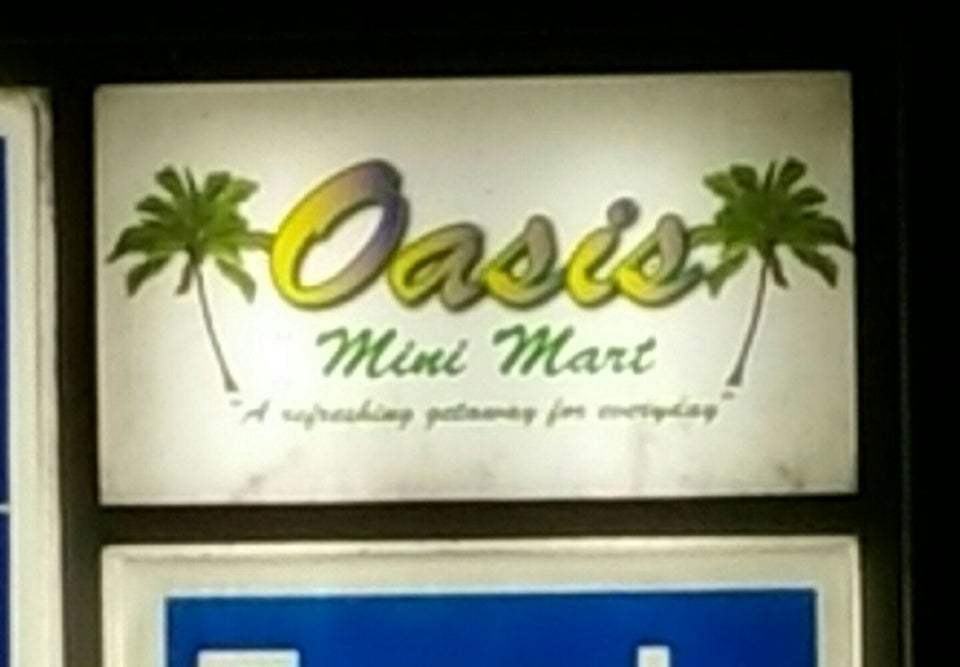 Oasis
Mini Mart
"A refreshing getaway for everyday"